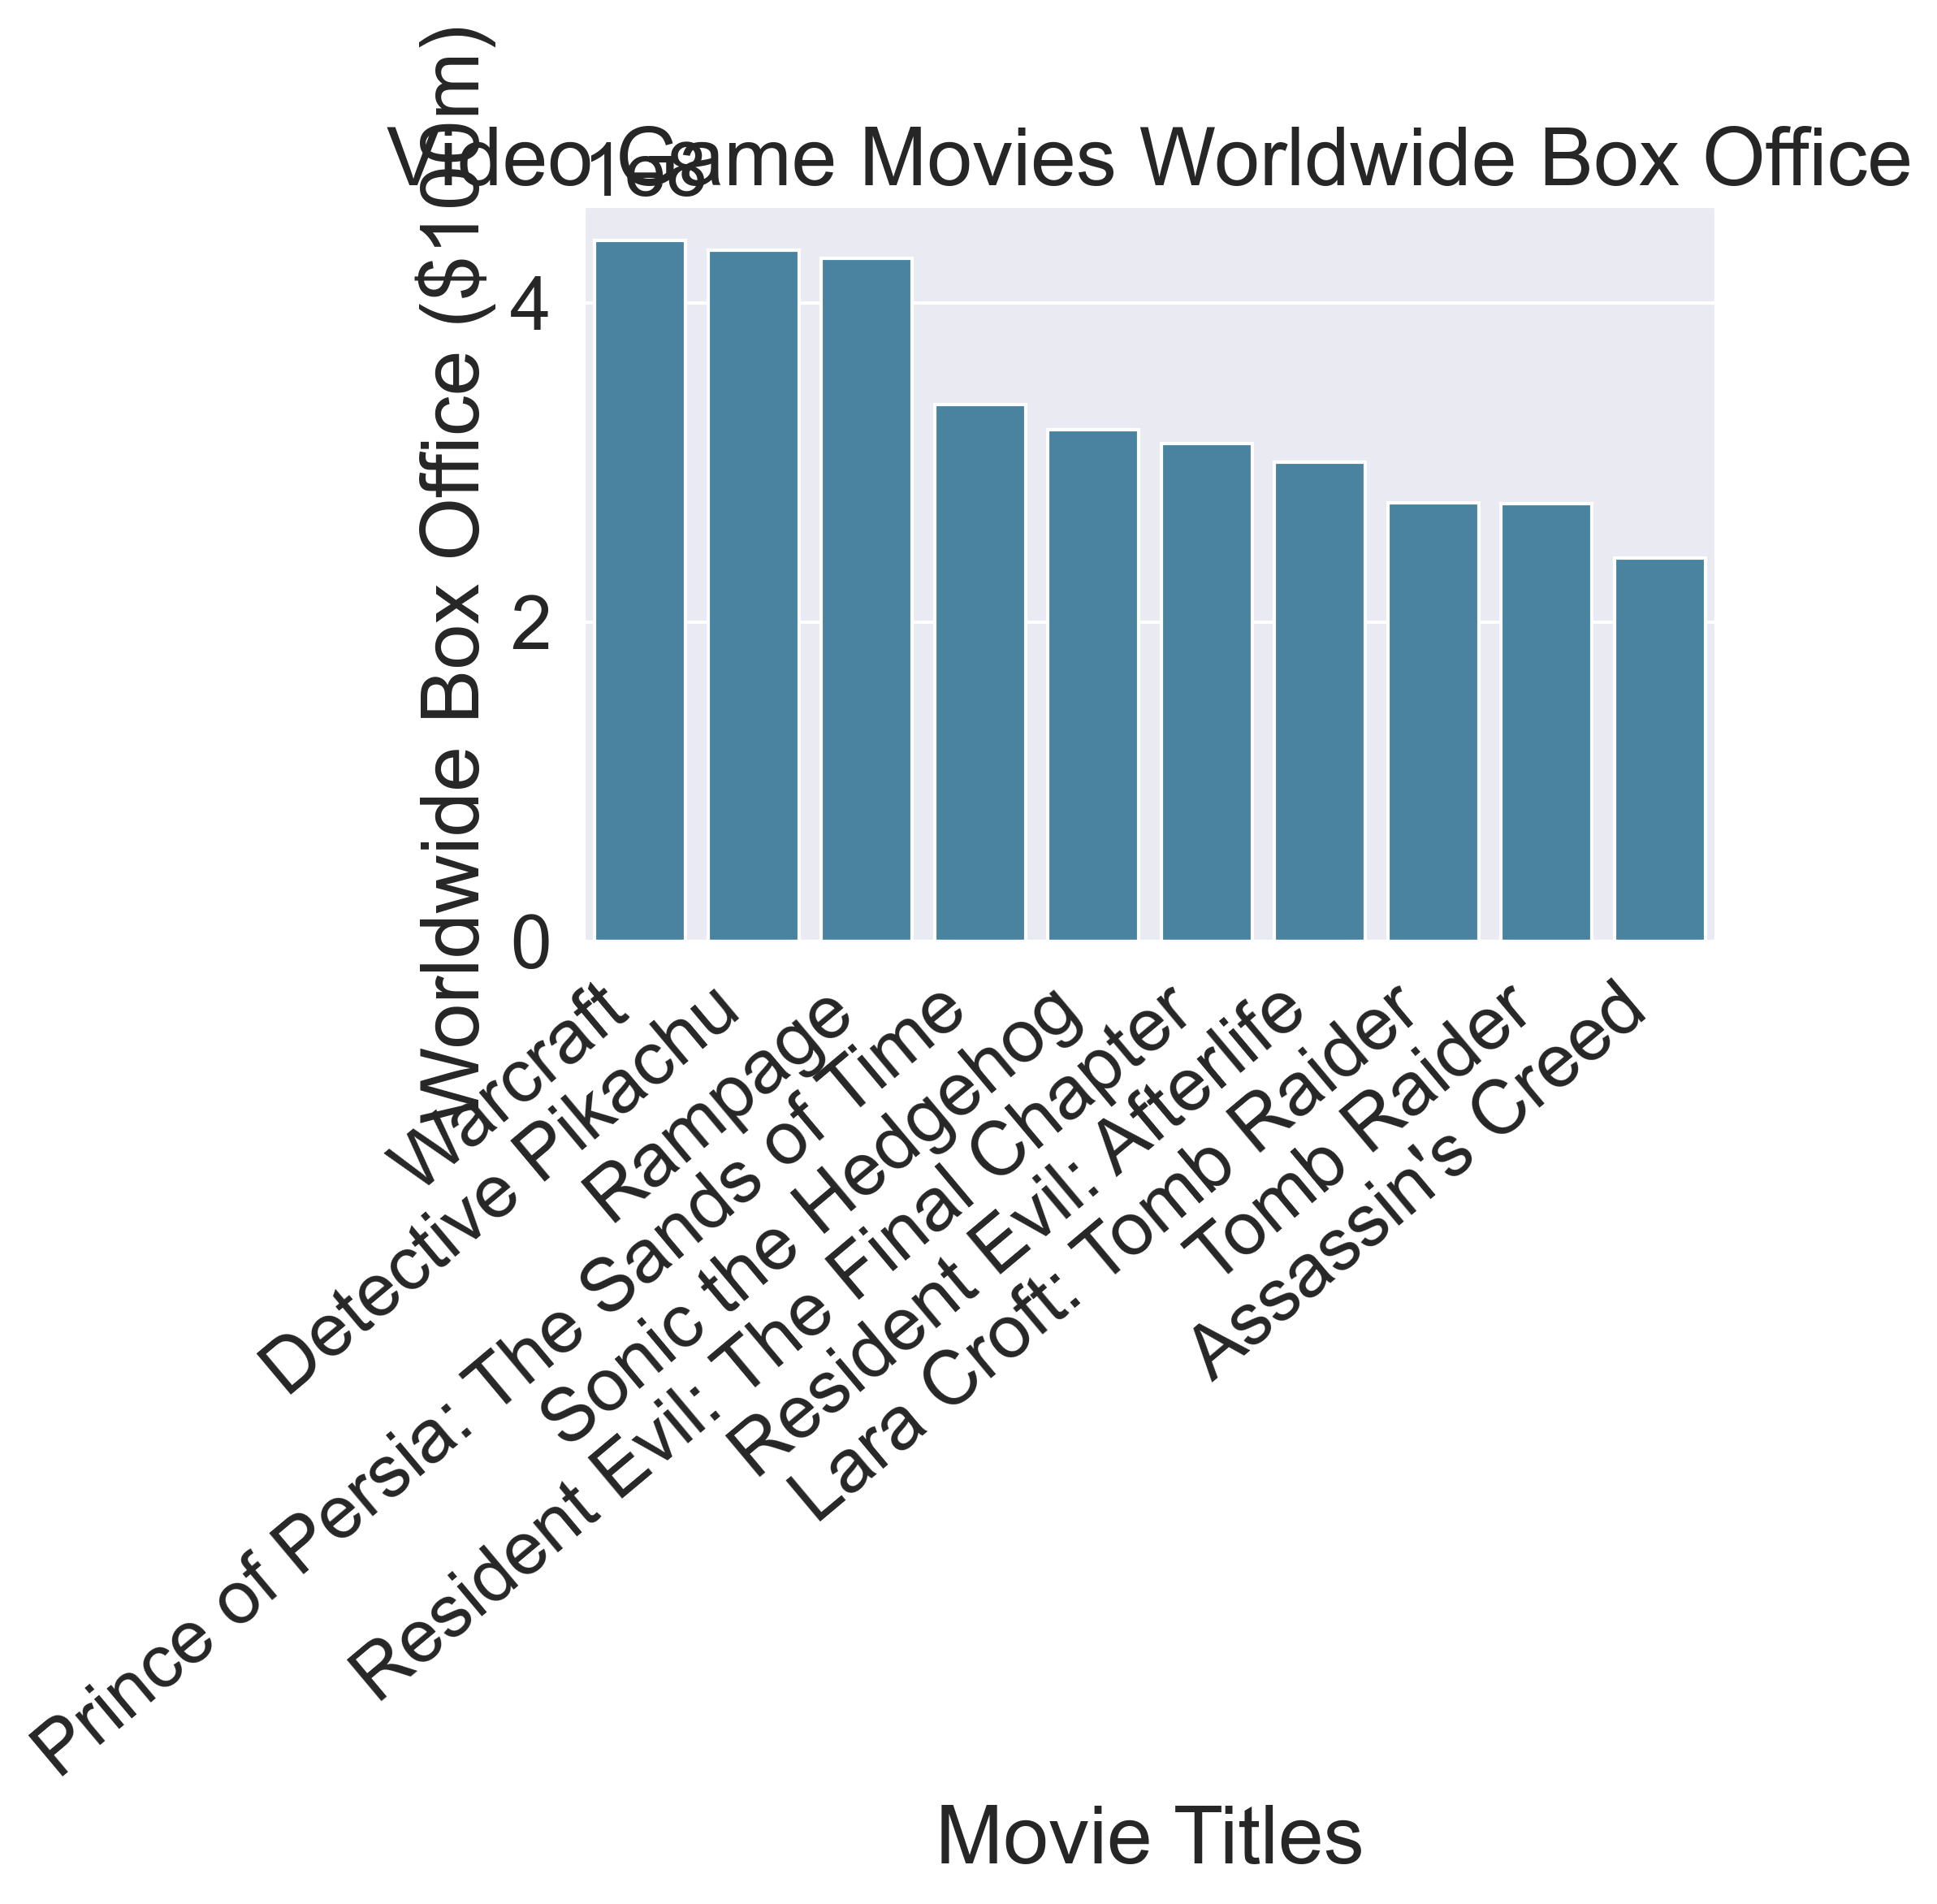 Video Game Movies Worldwide Box Office
1e8
Worldwide Box Office ($100m)
4
2
0
Warcraft
Detective Pikachu
Rampage
Prince of Persia: The Sands of Time
Sonic the Hedgehog
Resident Evil: The Final Chapter
Resident Evil: Afterlife
Lara Croft: Tomb Raider
Tomb Raider
Assassin's Creed
Movie Titles